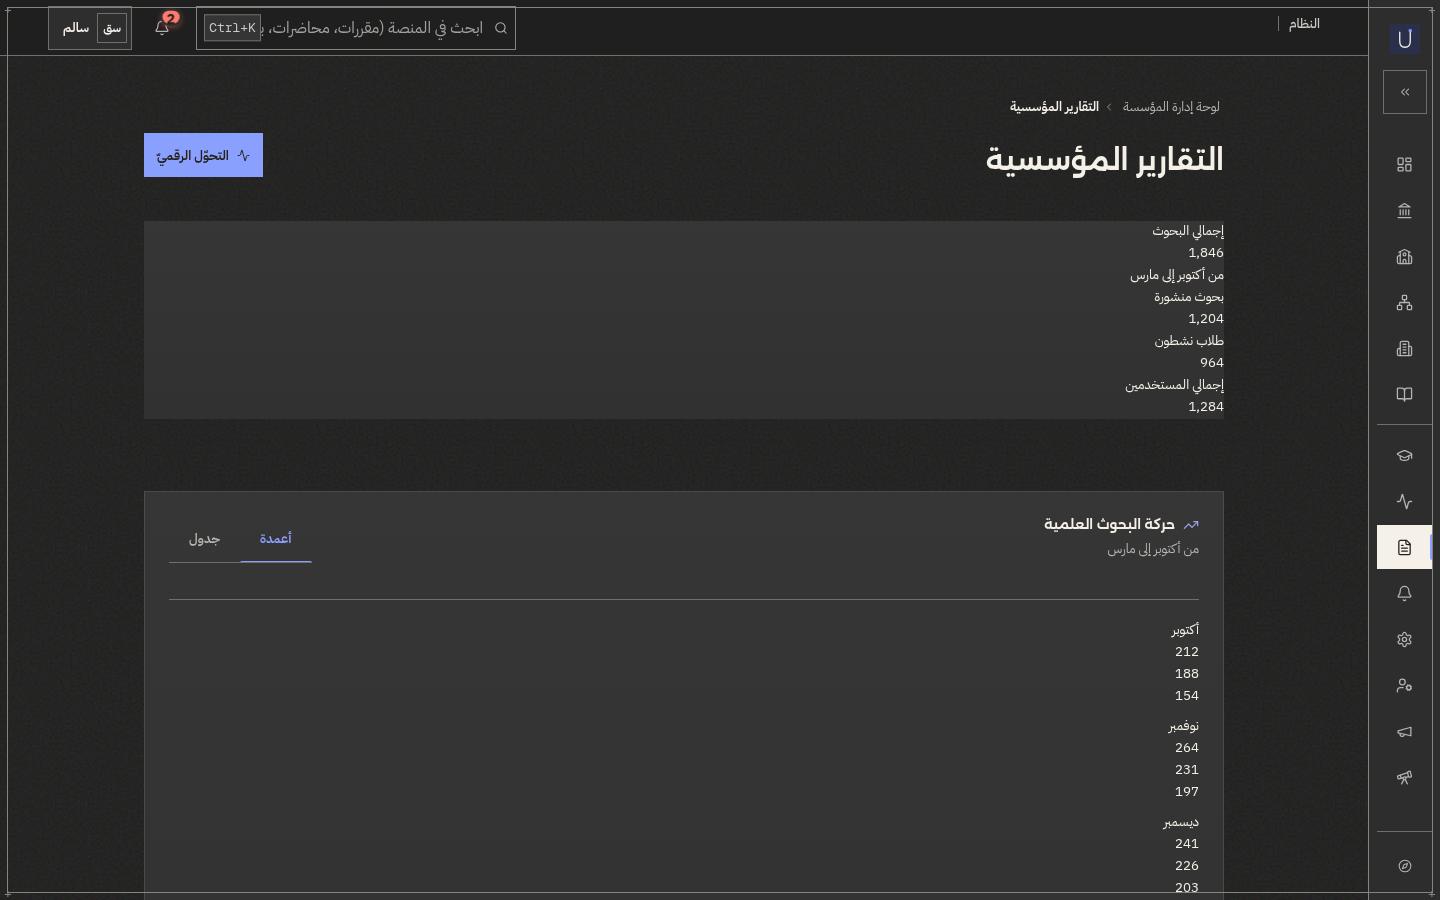 النظام
ابحث في المنصة (مقررات، محاضرات،
Ctrl+K
2
سق
سالم
لوحة إدارة المؤسسة
التقارير المؤسسية
التقارير المؤسسية
التحوّل الرقميّ
إجمالي البحوث
1,846
من أكتوبر إلى مارس
بحوث منشورة
1,204
طلاب نشطون
964
إجمالي المستخدمين
1,284
حركة البحوث العلمية
من أكتوبر إلى مارس
أعمدة
جدول
أكتوبر
212
188
154
نوفمبر
264
231
197
ديسمبر
241
226
203